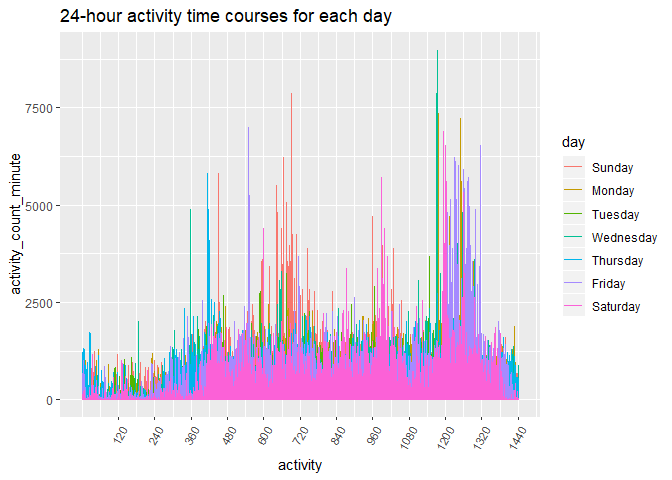 24-hour activity time courses for each day
activity_count_minute
7500
5000
2500
0
120 240 360 480 600 720 840 960 1080 1200 1320 1440
activity
day
Sunday
Monday
Tuesday
Wednesday
Thursday
Friday
Saturday